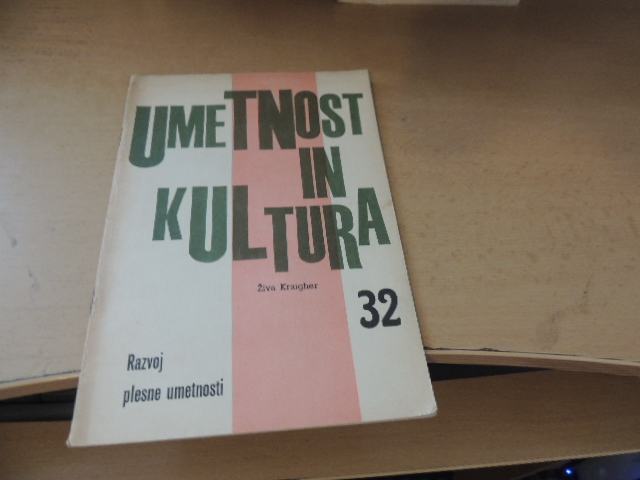 UMETNOST
IN
KULTURA
Živa Kraigher
32
Razvoj
plesne umetnosti